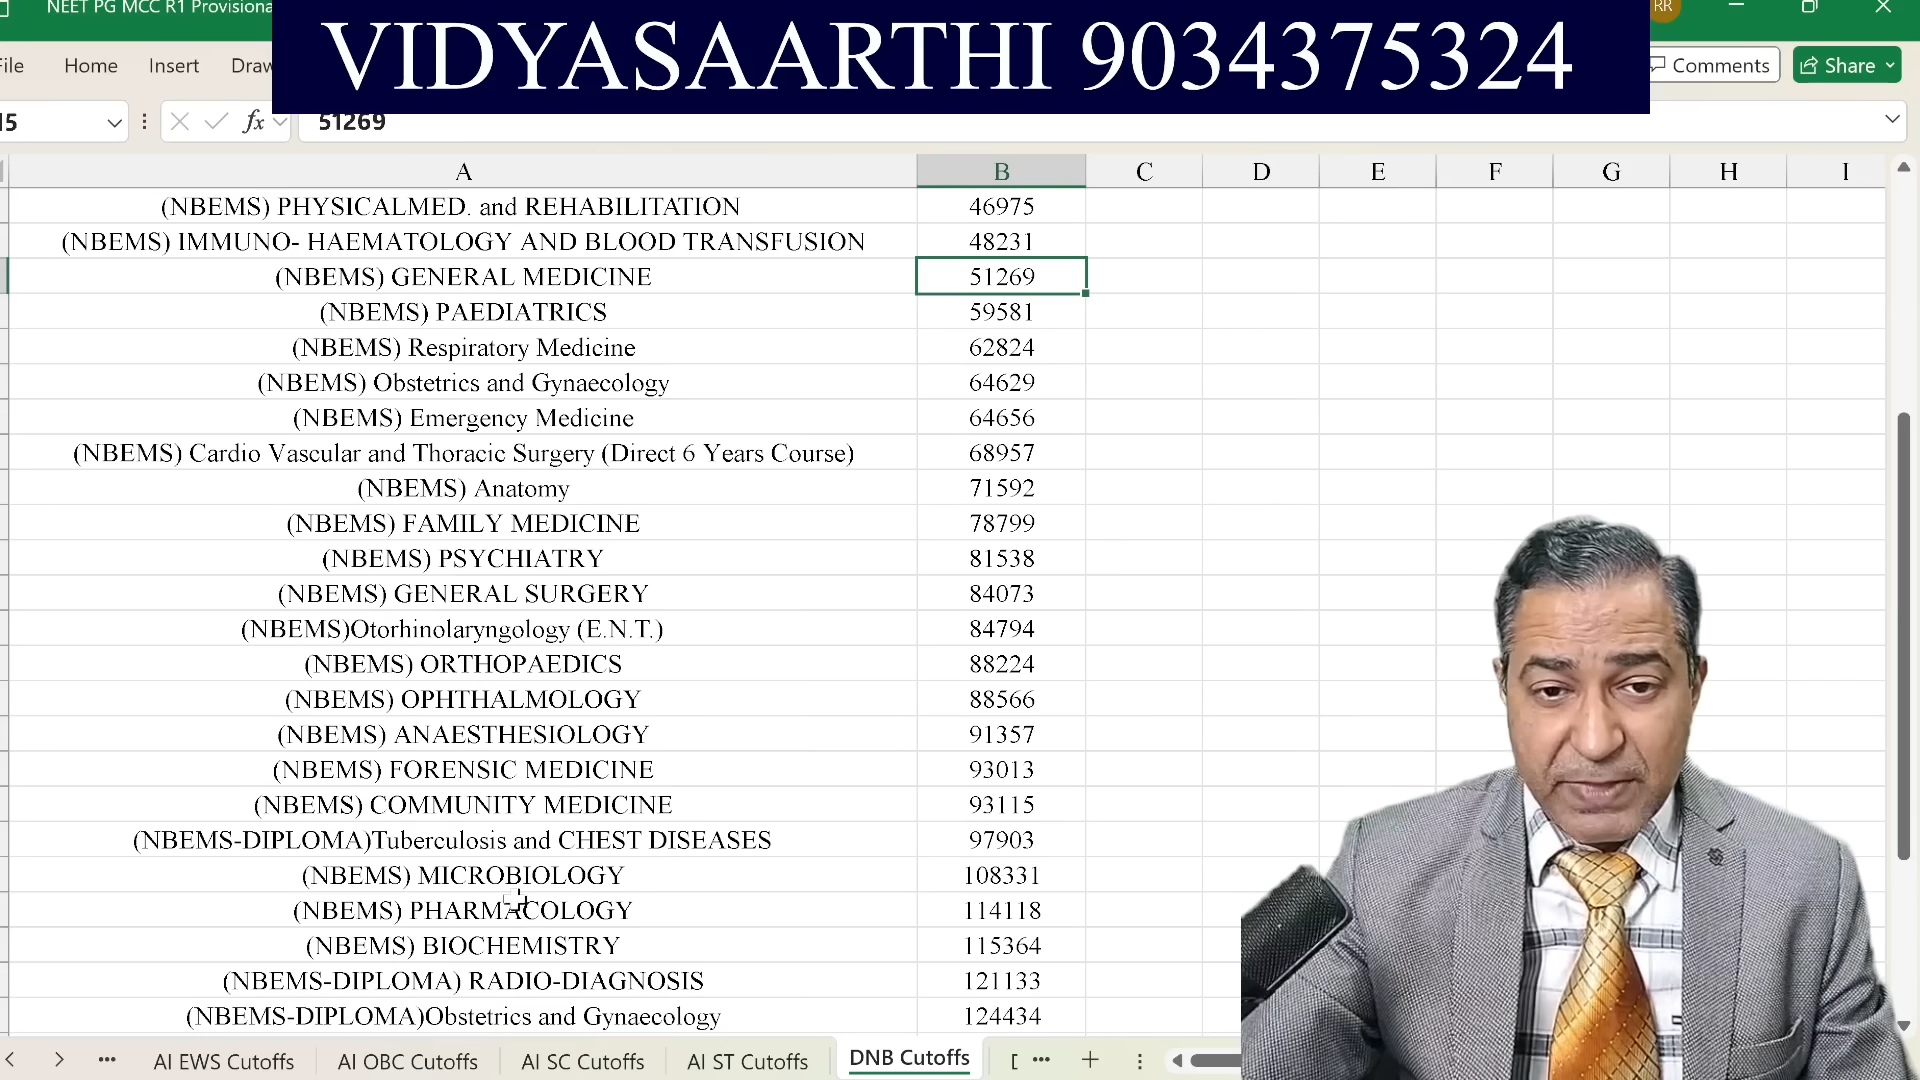 NEET PG MCC R1 Provisional
VIDYASAARTHI 9034375324
RR
File Home Insert Draw
Comments Share
15 fx 51269
A B C D E F G H I
(NBEMS) PHYSICALMED. and REHABILITATION 46975
(NBEMS) IMMUNO- HAEMATOLOGY AND BLOOD TRANSFUSION 48231
(NBEMS) GENERAL MEDICINE 51269
(NBEMS) PAEDIATRICS 59581
(NBEMS) Respiratory Medicine 62824
(NBEMS) Obstetrics and Gynaecology 64629
(NBEMS) Emergency Medicine 64656
(NBEMS) Cardio Vascular and Thoracic Surgery (Direct 6 Years Course) 68957
(NBEMS) Anatomy 71592
(NBEMS) FAMILY MEDICINE 78799
(NBEMS) PSYCHIATRY 81538
(NBEMS) GENERAL SURGERY 84073
(NBEMS)Otorhinolaryngology (E.N.T.) 84794
(NBEMS) ORTHOPAEDICS 88224
(NBEMS) OPHTHALMOLOGY 88566
(NBEMS) ANAESTHESIOLOGY 91357
(NBEMS) FORENSIC MEDICINE 93013
(NBEMS) COMMUNITY MEDICINE 93115
(NBEMS-DIPLOMA)Tuberculosis and CHEST DISEASES 97903
(NBEMS) MICROBIOLOGY 108331
(NBEMS) PHARMACOLOGY 114118
(NBEMS) BIOCHEMISTRY 115364
(NBEMS-DIPLOMA) RADIO-DIAGNOSIS 121133
(NBEMS-DIPLOMA)Obstetrics and Gynaecology 124434
AI EWS Cutoffs AI OBC Cutoffs AI SC Cutoffs AI ST Cutoffs DNB Cutoffs